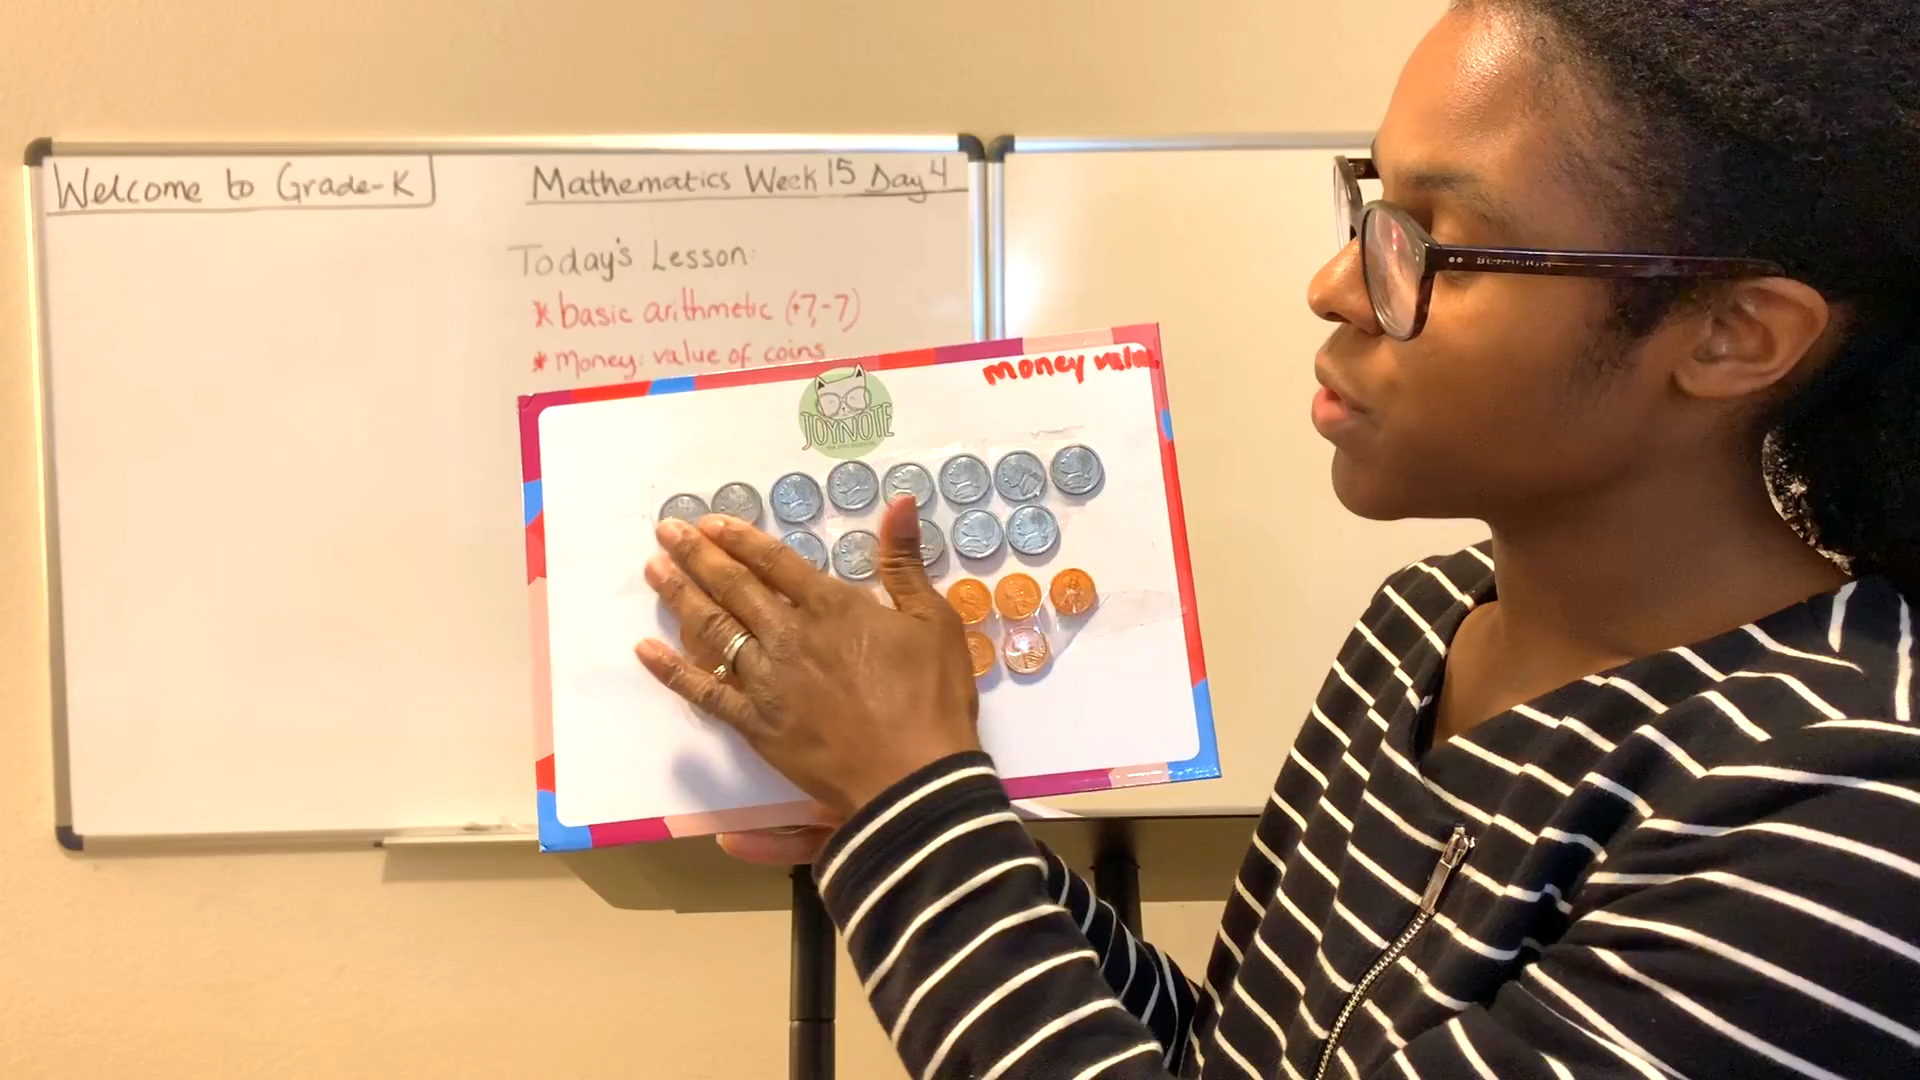 Welcome to Grade-K
Mathematics Week 15 Day 4
Today's Lesson:
* basic arithmetic (+7,-7)
* money: value of coins
money value
JOYNOTE